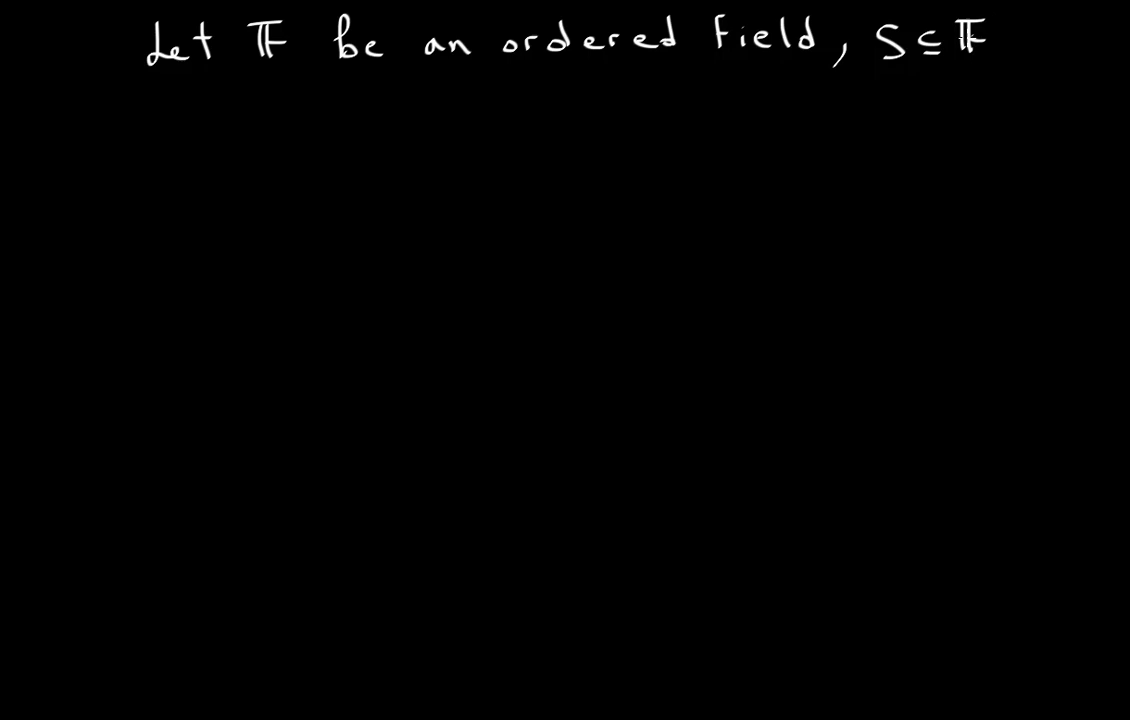 Let 𝔽 be an ordered field, S ⊆ 𝔽